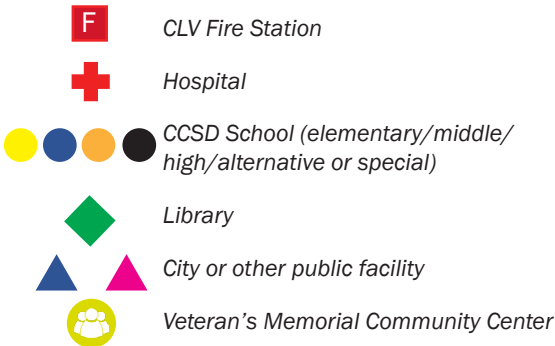 F
CLV Fire Station
Hospital
CCSD School (elementary/middle/
high/alternative or special)
Library
City or other public facility
Veteran’s Memorial Community Center